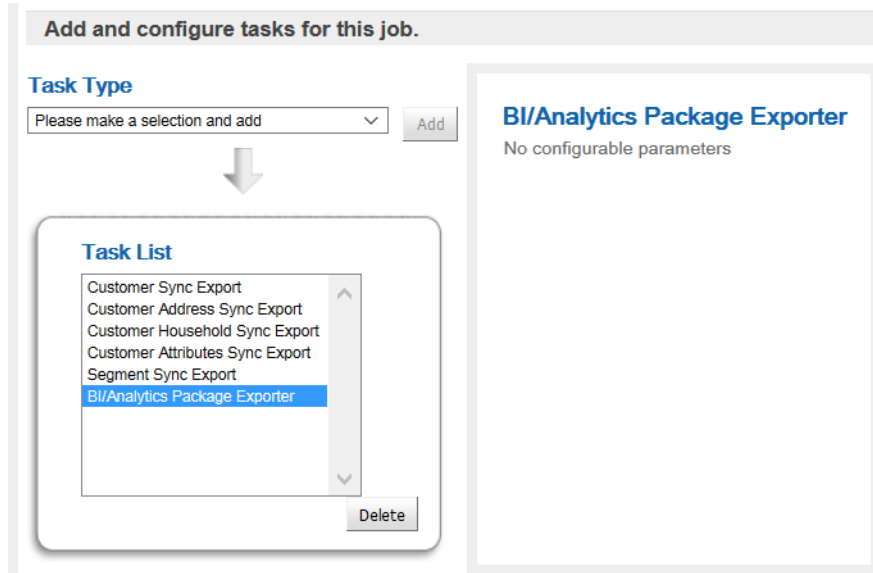 Add and configure tasks for this job.
Task Type
Please make a selection and add
Add
Task List
Customer Sync Export
Customer Address Sync Export
Customer Household Sync Export
Customer Attributes Sync Export
Segment Sync Export
BI/Analytics Package Exporter
Delete
BI/Analytics Package Exporter
No configurable parameters